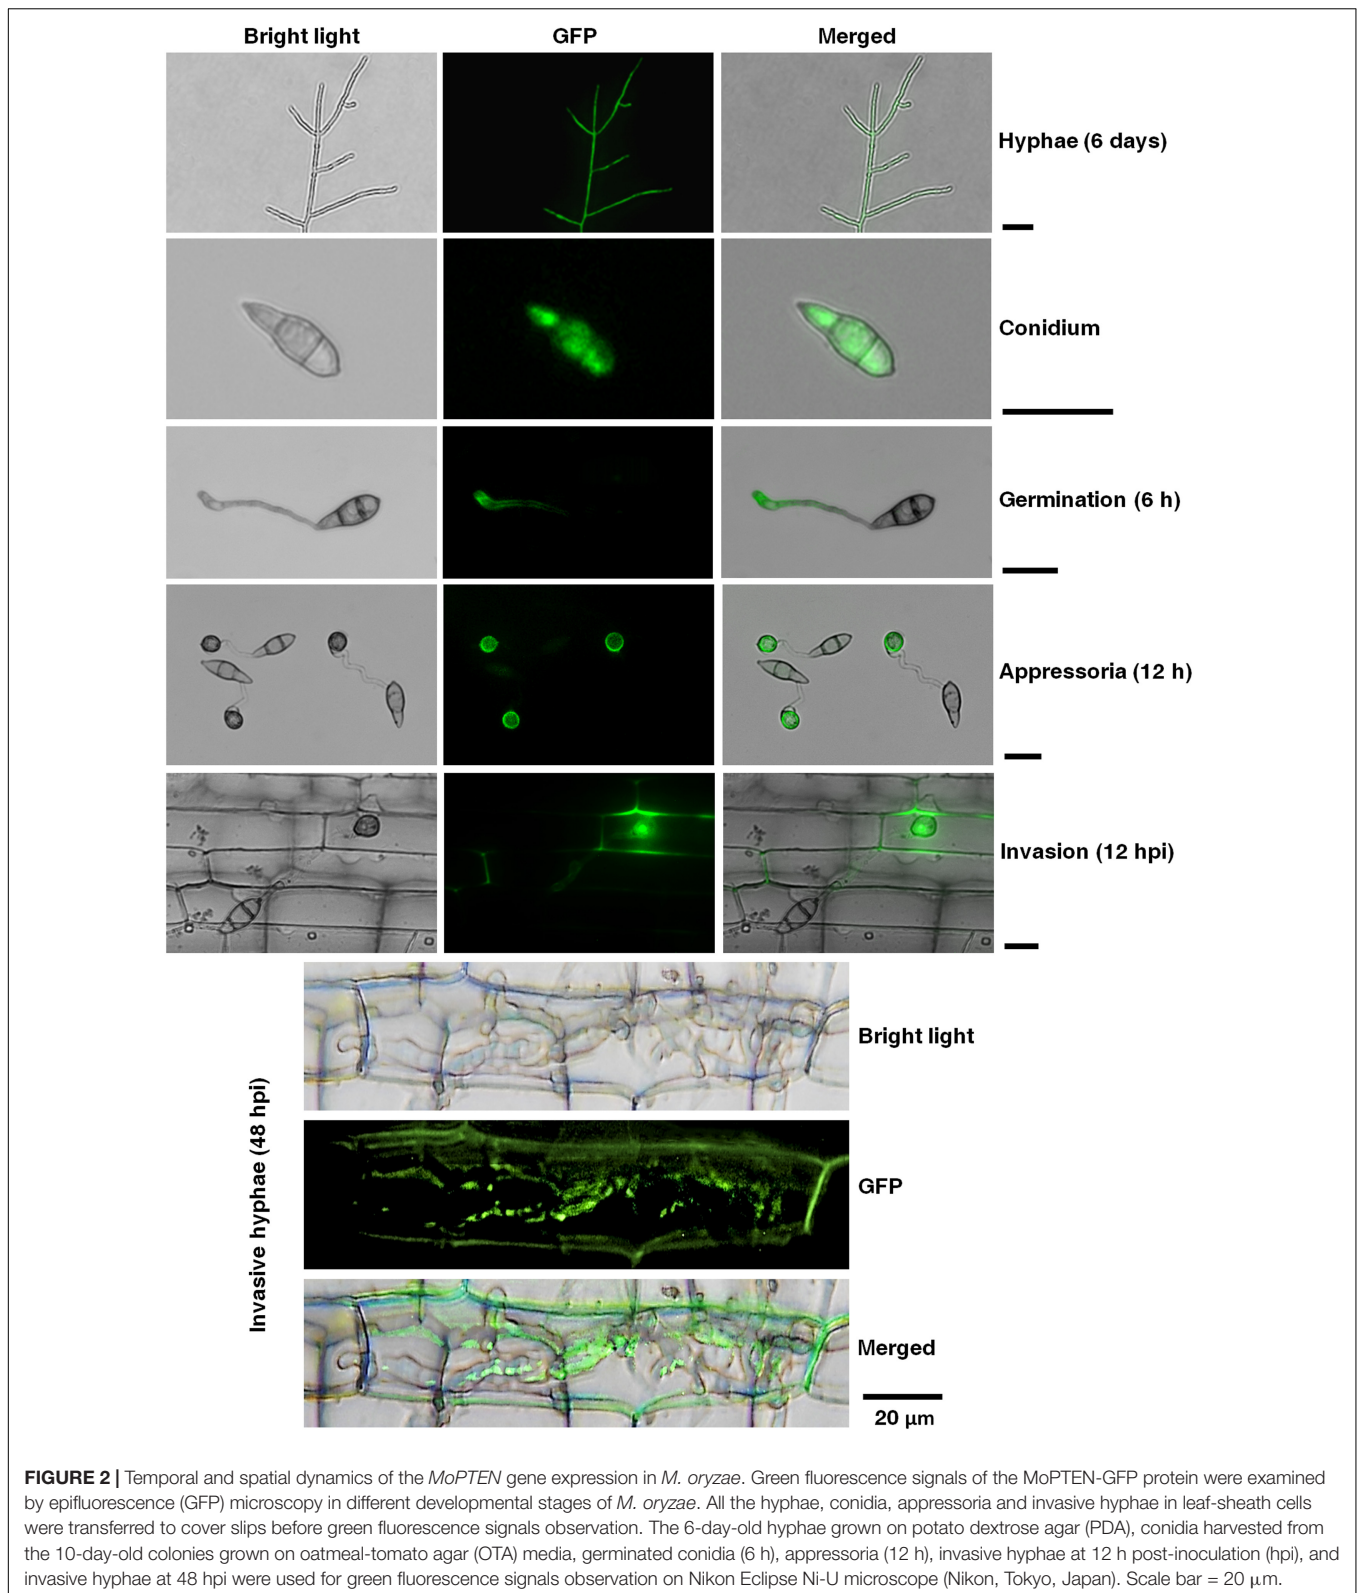 Bright light GFP Merged
Hyphae (6 days)
Conidium
Germination (6 h)
Appressoria (12 h)
Invasion (12 hpi)
Invasive hyphae (48 hpi)
Bright light
GFP
Merged
20 µm
FIGURE 2 | Temporal and spatial dynamics of the MoPTEN gene expression in M. oryzae. Green fluorescence signals of the MoPTEN-GFP protein were examined
by epifluorescence (GFP) microscopy in different developmental stages of M. oryzae. All the hyphae, conidia, appressoria and invasive hyphae in leaf-sheath cells
were transferred to cover slips before green fluorescence signals observation. The 6-day-old hyphae grown on potato dextrose agar (PDA), conidia harvested from
the 10-day-old colonies grown on oatmeal-tomato agar (OTA) media, germinated conidia (6 h), appressoria (12 h), invasive hyphae at 12 h post-inoculation (hpi), and
invasive hyphae at 48 hpi were used for green fluorescence signals observation on Nikon Eclipse Ni-U microscope (Nikon, Tokyo, Japan). Scale bar = 20 µm.